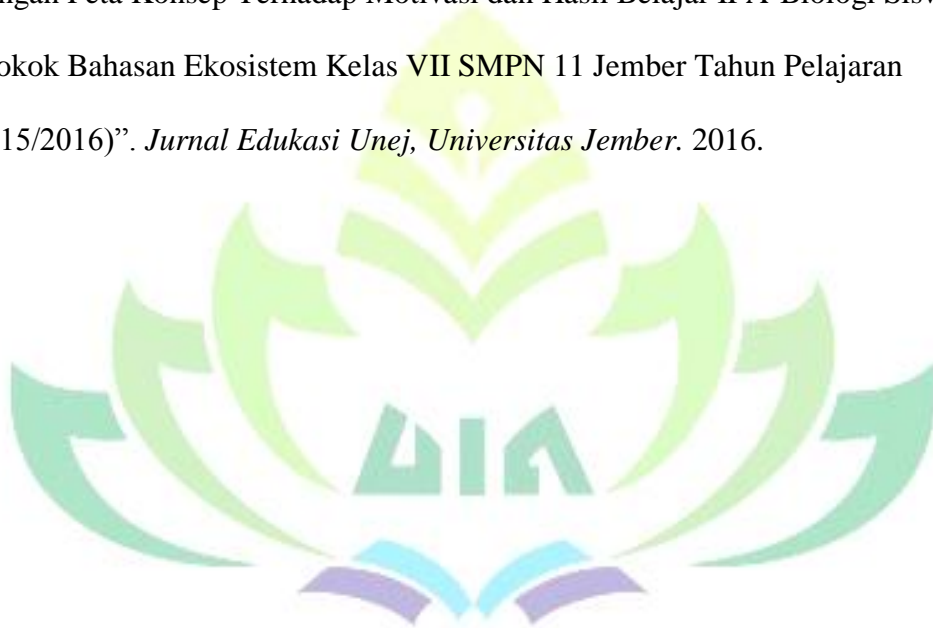 ngan Peta Konsep Terhadap Motivasi dan Hasil Belajar IPA Biologi Sisw
okok Bahasan Ekosistem Kelas VII SMPN 11 Jember Tahun Pelajaran
15/2016)”. Jurnal Edukasi Unej, Universitas Jember. 2016.
UIN